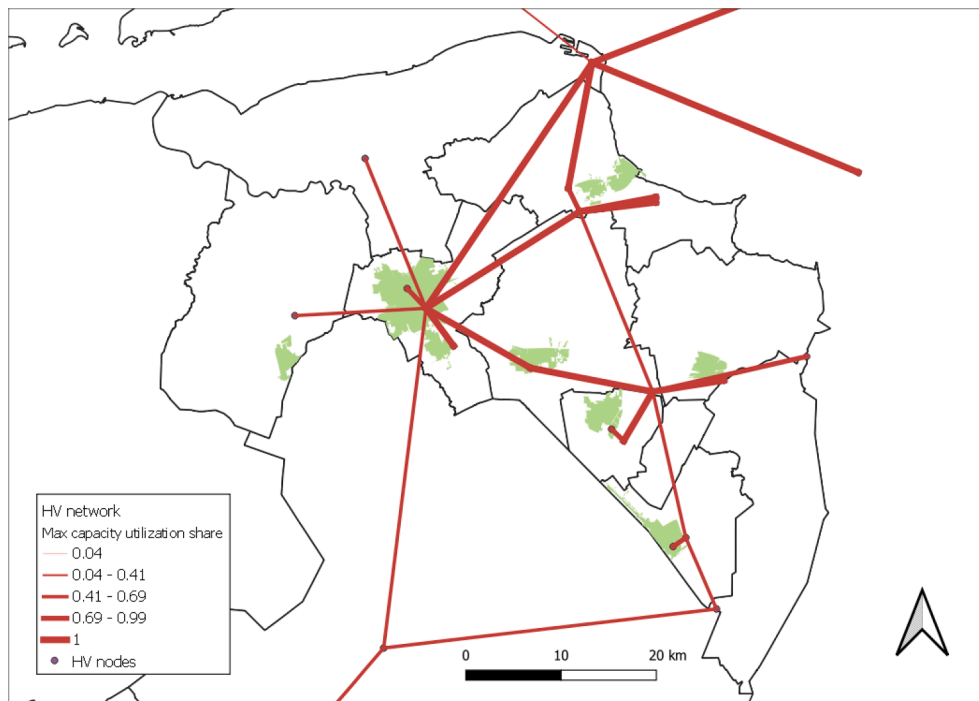 HV network
Max capacity utilization share
0.04
0.04 - 0.41
0.41 - 0.69
0.69 - 0.99
1
HV nodes
0 10 20 km